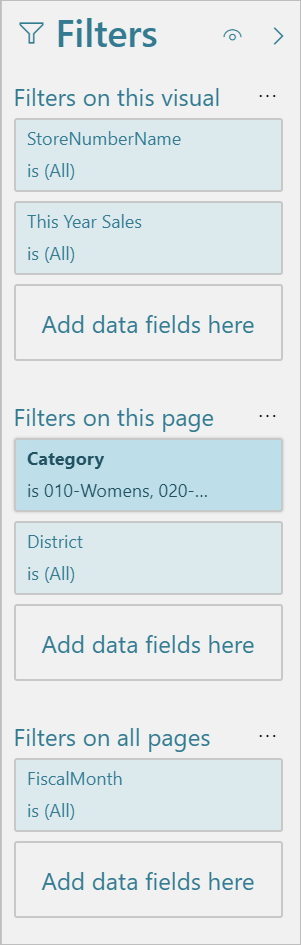 Filters
Filters on this visual ...
StoreNumberName
is (All)
This Year Sales
is (All)
Add data fields here
Filters on this page ...
Category
is 010-Womens, 020-...
District
is (All)
Add data fields here
Filters on all pages ...
FiscalMonth
is (All)
Add data fields here